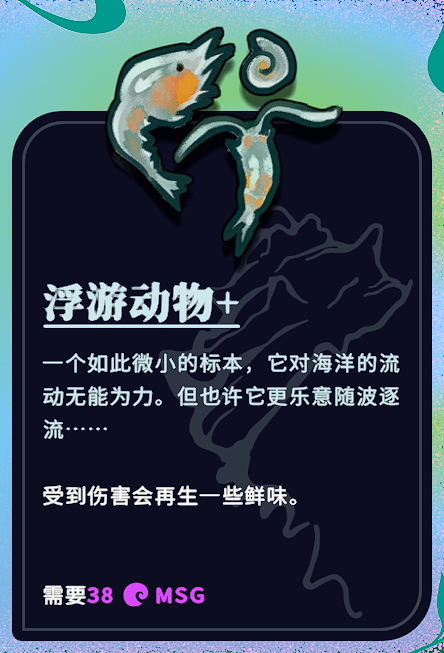 浮游动物+
一个如此微小的标本，它对海洋的流
动无能为力。但也许它更乐意随波逐
流……
受到伤害会再生一些鲜味。
需要38 MSG